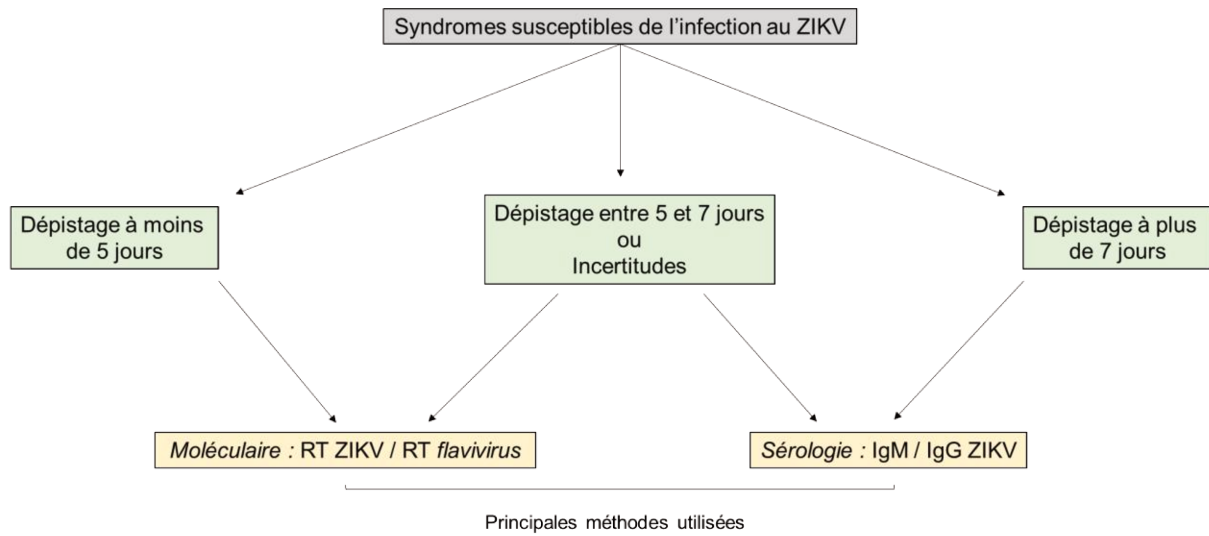 Syndromes susceptibles de l'infection au ZIKV
Dépistage à moins
de 5 jours
Dépistage entre 5 et 7 jours
ou
Incertitudes
Dépistage à plus
de 7 jours
Moléculaire : RT ZIKV / RT flavivirus
Sérologie : IgM / IgG ZIKV
Principales méthodes utilisées